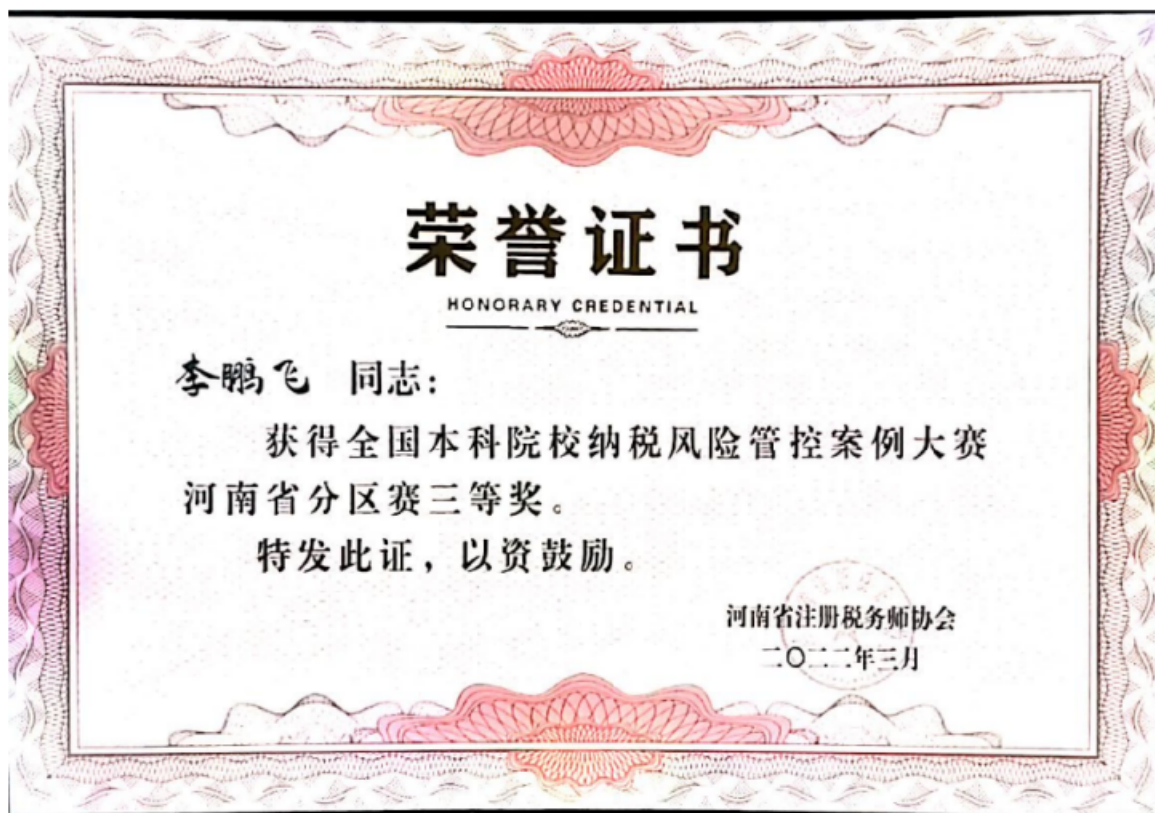 荣誉证书
HONORARY CREDENTIAL
李鹏飞 同志：
获得全国本科院校纳税风险管控案例大赛
河南省分区赛三等奖。
特发此证，以资鼓励。
河南省注册税务师协会
二〇二二年三月